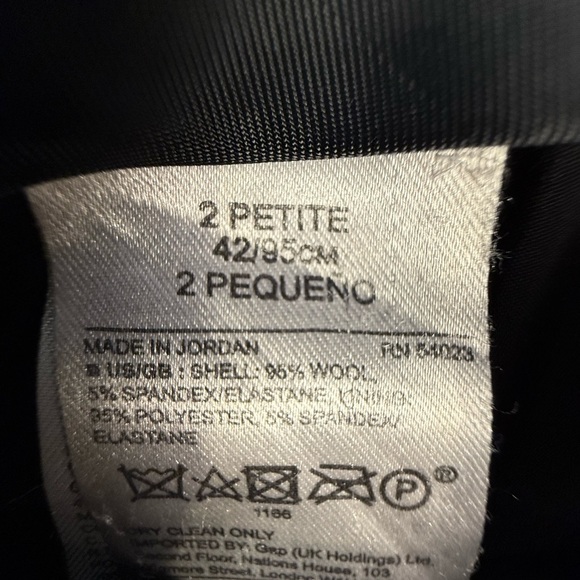 2 PETITE
42/95CM
2 PEQUENO
MADE IN JORDAN RN 54023
US/GB : SHELL: 95% WOOL,
5% SPANDEX/ELASTANE, LINING:
95% POLYESTER, 5% SPANDEX/
ELASTANE
P ®
1166
DRY CLEAN ONLY
IMPORTED BY: Gap (UK Holdings) Ltd.
Second Floor, Nations House, 103
Street, London